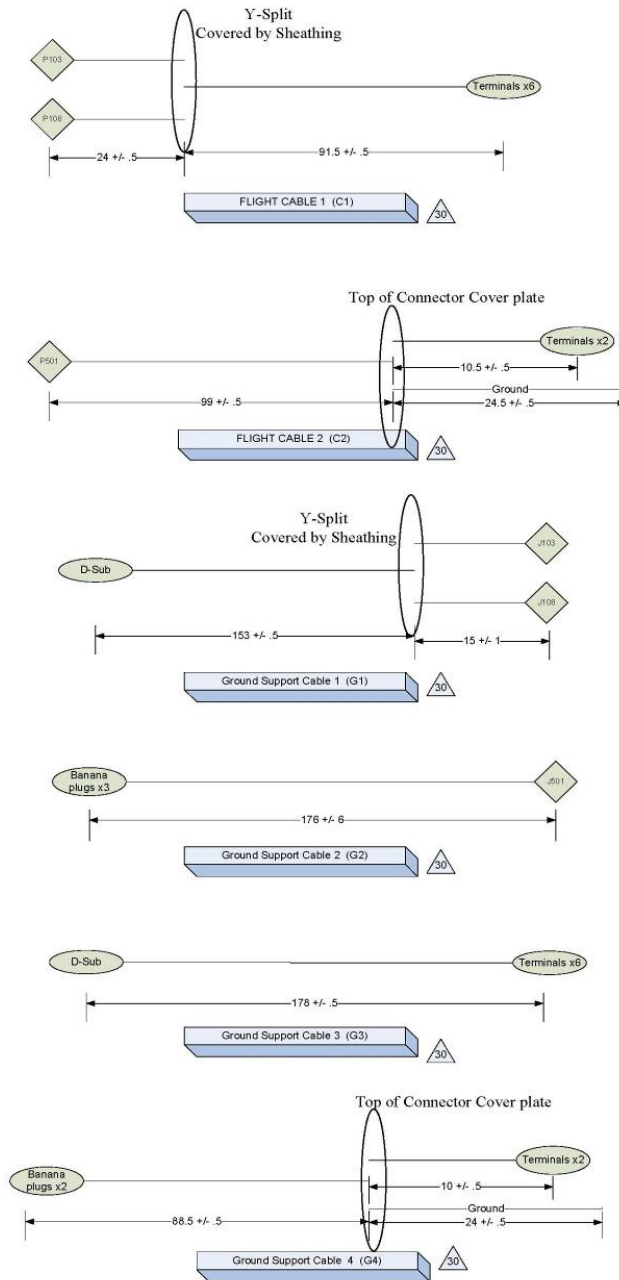 Y-Split
Covered by Sheathing
P103
Terminals x6
P108
24 +/- .5
91.5 +/- .5
FLIGHT CABLE 1 (C1)
30
Top of Connector Cover plate
Terminals x2
P501
10.5 +/- .5
Ground
99 +/- .5
24.5 +/- .5
FLIGHT CABLE 2 (C2)
30
Y-Split
Covered by Sheathing
J103
D-Sub
J108
153 +/- .5
15 +/- 1
Ground Support Cable 1 (G1)
30
Banana
plugs x3
J501
176 +/- 6
Ground Support Cable 2 (G2)
30
D-Sub
Terminals x6
178 +/- .5
Ground Support Cable 3 (G3)
30
Top of Connector Cover plate
Terminals x2
Banana
plugs x2
10 +/- .5
Ground
88.5 +/- .5
24 +/- .5
Ground Support Cable 4 (G4)
30